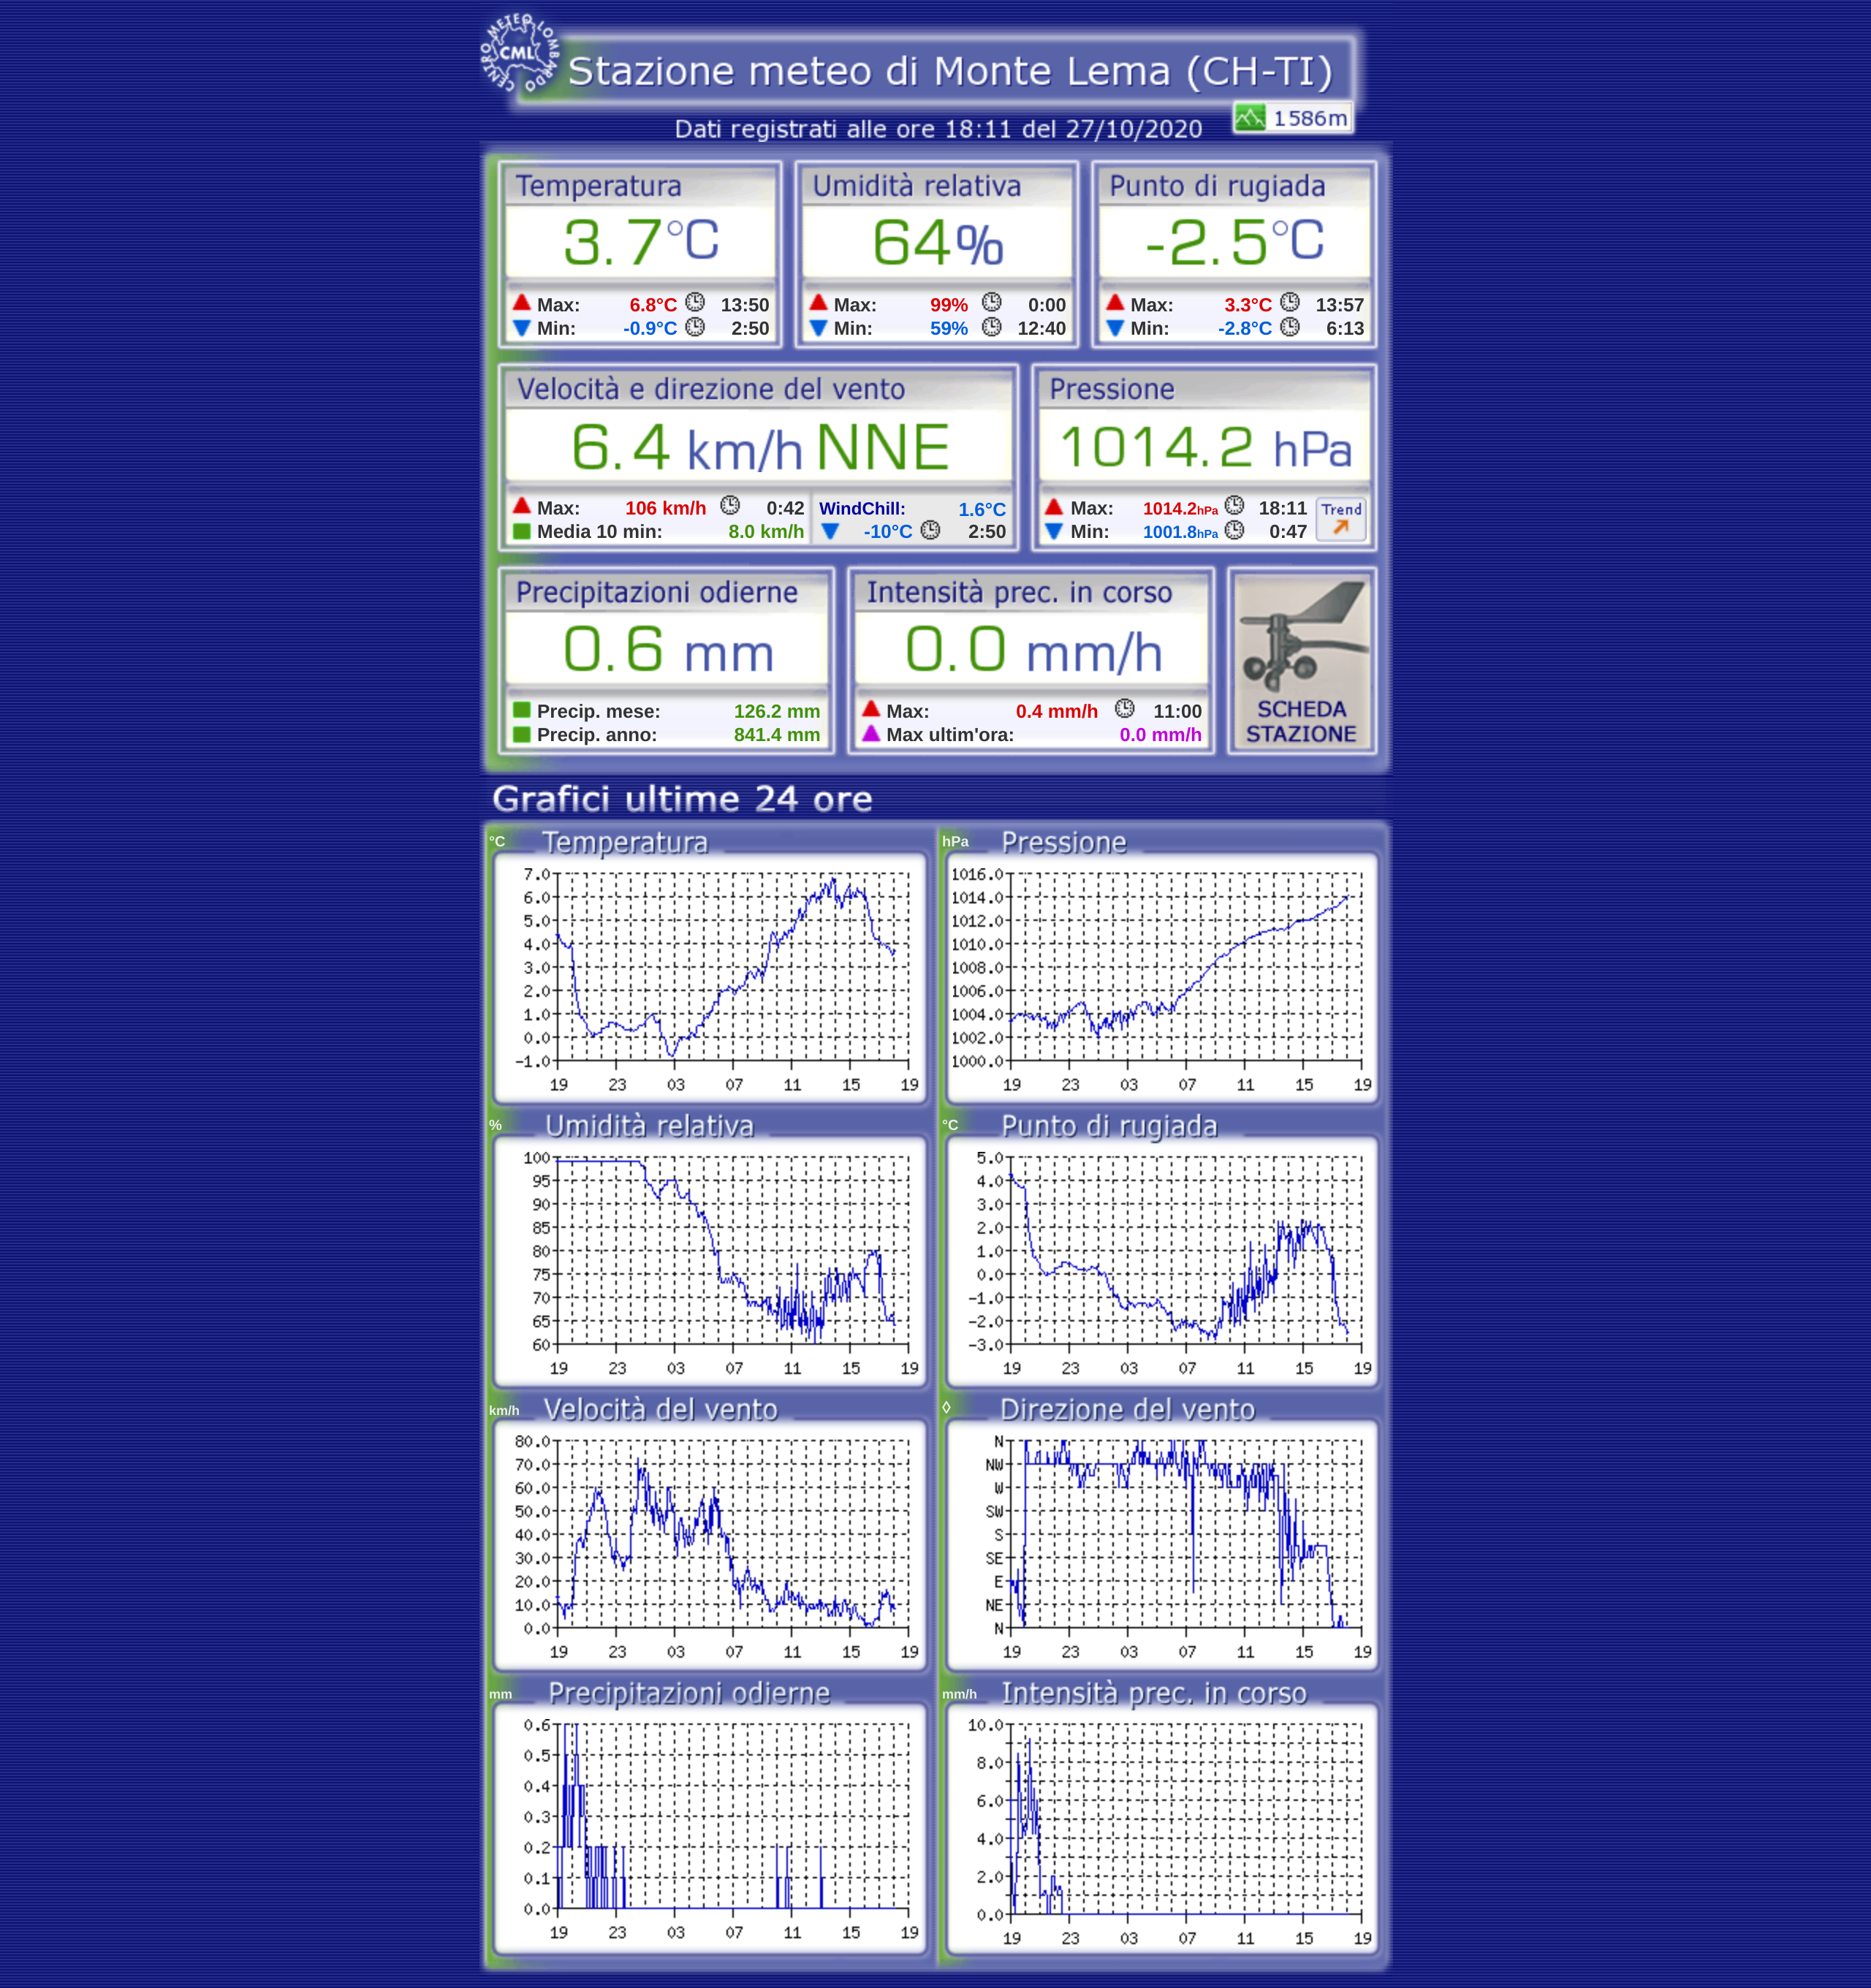 CENTRO METEO LOMBARDO
CML
Stazione meteo di Monte Lema (CH-TI)
1586m
Dati registrati alle ore 18:11 del 27/10/2020
Temperatura
3.7°C
Max: 6.8°C 13:50
Min: -0.9°C 2:50
Umidità relativa
64%
Max: 99% 0:00
Min: 59% 12:40
Punto di rugiada
-2.5°C
Max: 3.3°C 13:57
Min: -2.8°C 6:13
Velocità e direzione del vento
6.4 km/h NNE
Max: 106 km/h 0:42
Media 10 min: 8.0 km/h
WindChill: 1.6°C
-10°C 2:50
Pressione
1014.2 hPa
Max: 1014.2hPa 18:11
Min: 1001.8hPa 0:47
Trend
Precipitazioni odierne
0.6 mm
Precip. mese: 126.2 mm
Precip. anno: 841.4 mm
Intensità prec. in corso
0.0 mm/h
Max: 0.4 mm/h 11:00
Max ultim'ora: 0.0 mm/h
SCHEDA
STAZIONE
Grafici ultime 24 ore
°C Temperatura
7.0
6.0
5.0
4.0
3.0
2.0
1.0
0.0
-1.0
19 23 03 07 11 15 19
hPa Pressione
1016.0
1014.0
1012.0
1010.0
1008.0
1006.0
1004.0
1002.0
1000.0
19 23 03 07 11 15 19
% Umidità relativa
100
95
90
85
80
75
70
65
60
19 23 03 07 11 15 19
°C Punto di rugiada
5.0
4.0
3.0
2.0
1.0
0.0
-1.0
-2.0
-3.0
19 23 03 07 11 15 19
km/h Velocità del vento
80.0
70.0
60.0
50.0
40.0
30.0
20.0
10.0
0.0
19 23 03 07 11 15 19
◊ Direzione del vento
N
NW
W
SW
S
SE
E
NE
N
19 23 03 07 11 15 19
mm Precipitazioni odierne
0.6
0.5
0.4
0.3
0.2
0.1
0.0
19 23 03 07 11 15 19
mm/h Intensità prec. in corso
10.0
8.0
6.0
4.0
2.0
0.0
19 23 03 07 11 15 19